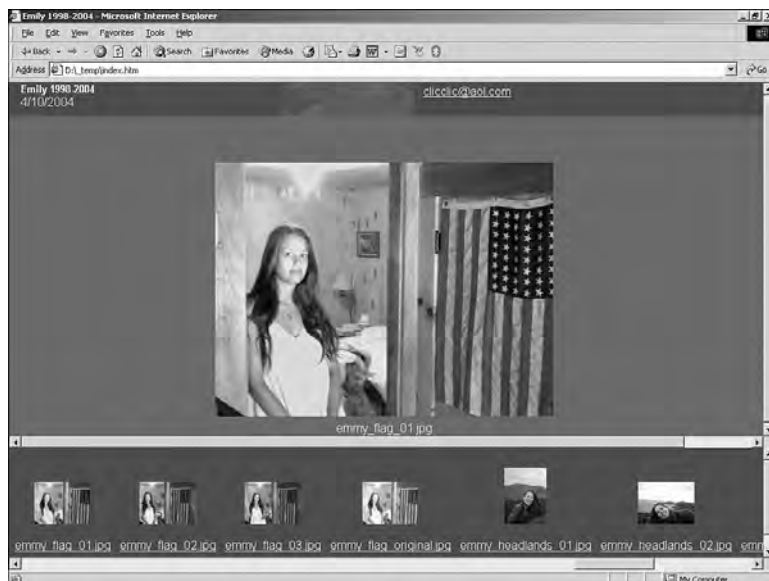 Emily 1998-2004 - Microsoft Internet Explorer
File Edit View Favorites Tools Help
Back Search Favorites Media
Address D:\_temp\index.htm Go
Emily 1998-2004
4/10/2004
clicclic@aol.com
emmy_flag_01.jpg
emmy_flag_01.jpg emmy_flag_02.jpg emmy_flag_03.jpg emmy_flag_original.jpg emmy_headlands_01.jpg emmy_headlands_02.jpg emm
My Computer